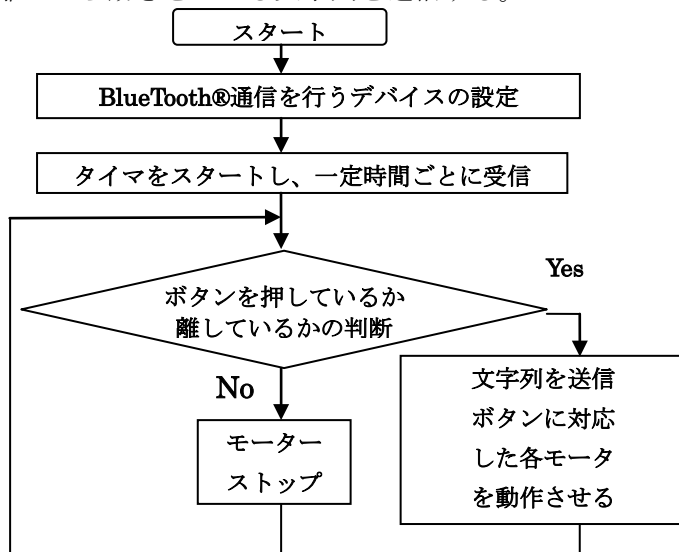 スタート
BlueTooth®通信を行うデバイスの設定
タイマをスタートし、一定時間ごとに受信
Yes
ボタンを押しているか
離しているかの判断
No
文字列を送信
ボタンに対応
した各モータ
を動作させる
モーター
ストップ